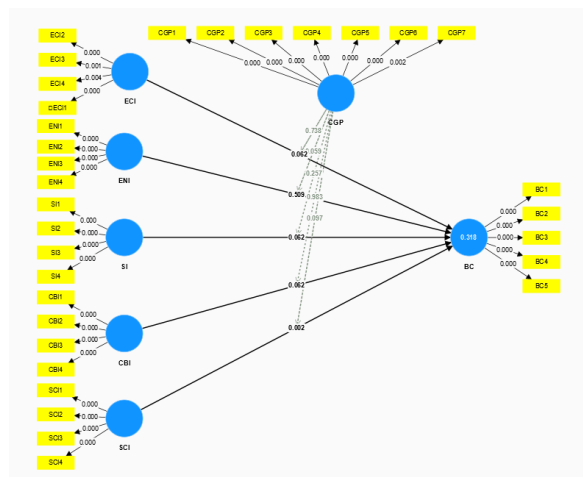 CGP1
CGP2
CGP3
CGP4
CGP5
CGP6
CGP7
0.000
0.000
0.000
0.000
0.000
0.000
0.002
CGP
ECI2
ECI3
ECI4
0.000
0.001
0.004
0.000
ECI
ENI1
ENI2
ENI3
ENI4
0.000
0.000
0.000
0.000
ENI
SI1
SI2
SI3
SI4
0.000
0.000
0.000
0.000
SI
CBI1
CBI2
CBI3
CBI4
0.000
0.000
0.000
0.000
CBI
SCI1
SCI2
SCI3
SCI4
0.000
0.000
0.000
0.000
SCI
0.738
0.062
0.059
0.257
0.509
0.062
0.062
0.002
0.318
BC
BC1
BC2
BC3
BC4
BC5
0.000
0.000
0.000
0.000
0.000